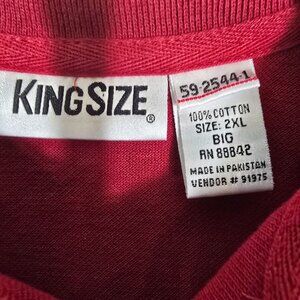 KINGSIZE®
59-2544-1
100% COTTON
SIZE: 2XL
BIG
RN 88842
MADE IN PAKISTAN
VENDOR # 91975